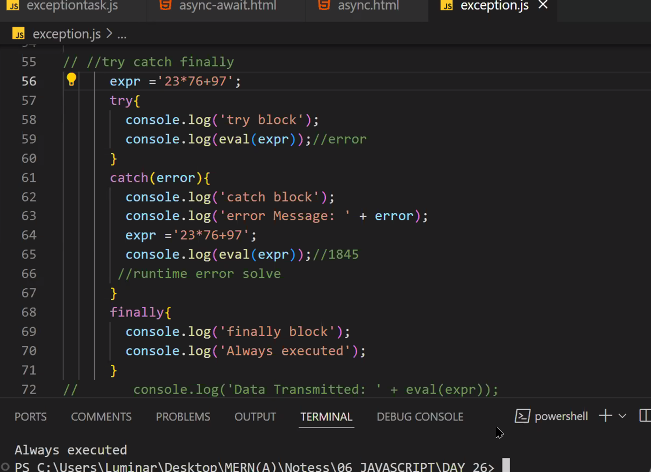 JS exceptiontask.js async-await.html async.html JS exception.js ×
JS exception.js > ...
55 // //try catch finally
56 expr ='23*76+97';
57 try{
58 console.log('try block');
59 console.log(eval(expr));//error
60 }
61 catch(error){
62 console.log('catch block');
63 console.log('error Message: ' + error);
64 expr ='23*76+97';
65 console.log(eval(expr));//1845
66 //runtime error solve
67 }
68 finally{
69 console.log('finally block');
70 console.log('Always executed');
71 }
72 // console.log('Data Transmitted: ' + eval(expr));
PORTS COMMENTS PROBLEMS OUTPUT TERMINAL DEBUG CONSOLE powershell
Always executed
PS C:\Users\Luminar\Desktop\MERN(A)\Notess\06 JAVASCRIPT\DAY 26>